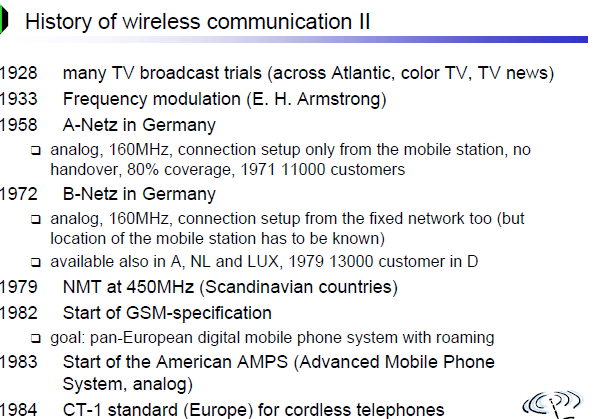 History of wireless communication II
1928 many TV broadcast trials (across Atlantic, color TV, TV news)
1933 Frequency modulation (E. H. Armstrong)
1958 A-Netz in Germany
❑ analog, 160MHz, connection setup only from the mobile station, no
handover, 80% coverage, 1971 11000 customers
1972 B-Netz in Germany
❑ analog, 160MHz, connection setup from the fixed network too (but
location of the mobile station has to be known)
❑ available also in A, NL and LUX, 1979 13000 customer in D
1979 NMT at 450MHz (Scandinavian countries)
1982 Start of GSM-specification
❑ goal: pan-European digital mobile phone system with roaming
1983 Start of the American AMPS (Advanced Mobile Phone
System, analog)
1984 CT-1 standard (Europe) for cordless telephones